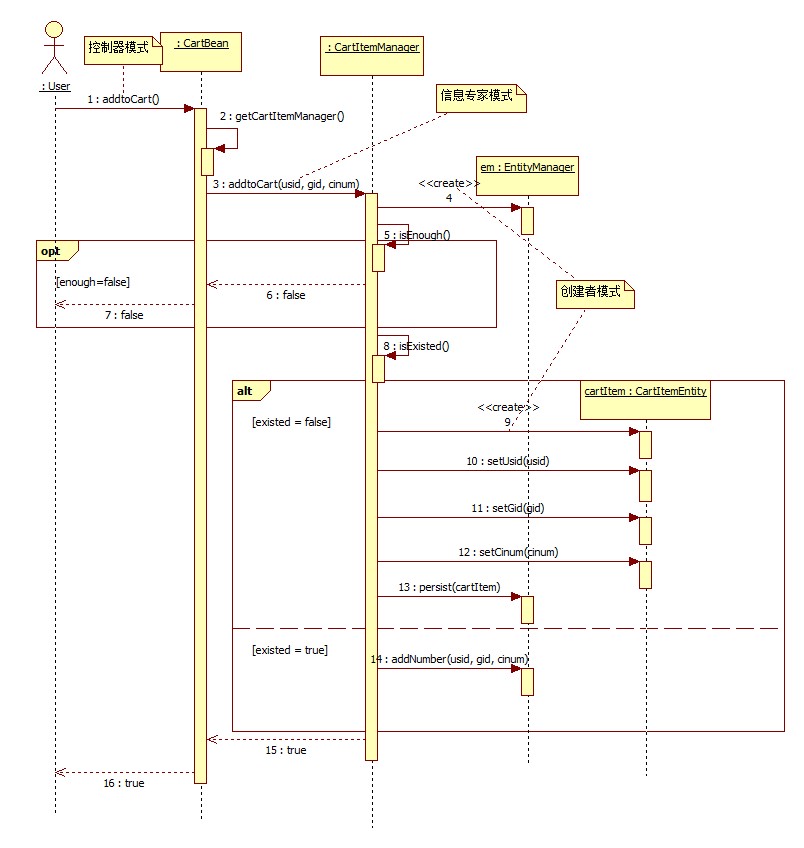 控制器模式
: CartBean
: CartItemManager
: User
1 : addtoCart()
信息专家模式
2 : getCartItemManager()
em : EntityManager
3 : addtoCart(usid, gid, cinum)
<<create>>
4
5 : isEnough()
opt
[enough=false]
6 : false
创建者模式
7 : false
8 : isExisted()
alt
cartItem : CartItemEntity
<<create>>
[existed = false]
9
10 : setUsid(usid)
11 : setGid(gid)
12 : setCinum(cinum)
13 : persist(cartItem)
[existed = true]
14 : addNumber(usid, gid, cinum)
15 : true
16 : true